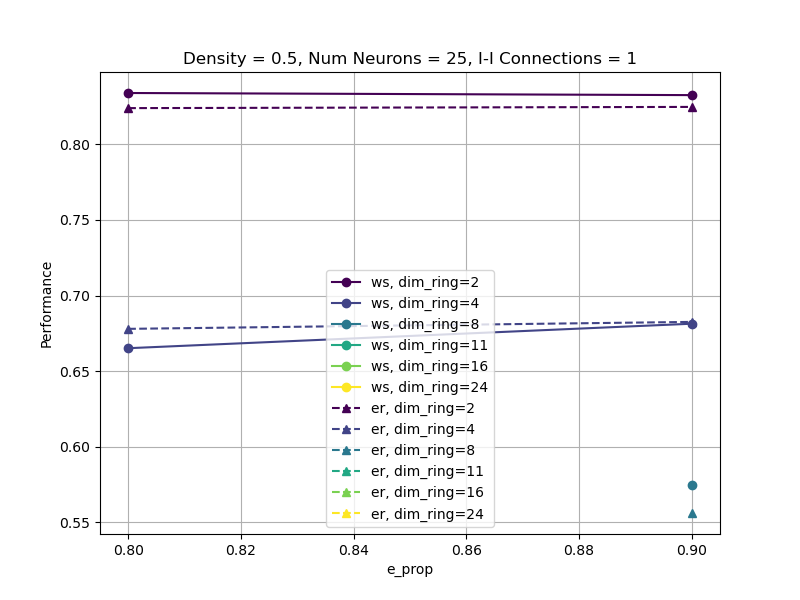 Density = 0.5, Num Neurons = 25, I-I Connections = 1
Performance
0.80
0.75
0.70
0.65
0.60
0.55
ws, dim_ring=2
ws, dim_ring=4
ws, dim_ring=8
ws, dim_ring=11
ws, dim_ring=16
ws, dim_ring=24
er, dim_ring=2
er, dim_ring=4
er, dim_ring=8
er, dim_ring=11
er, dim_ring=16
er, dim_ring=24
0.80 0.82 0.84 0.86 0.88 0.90
e_prop